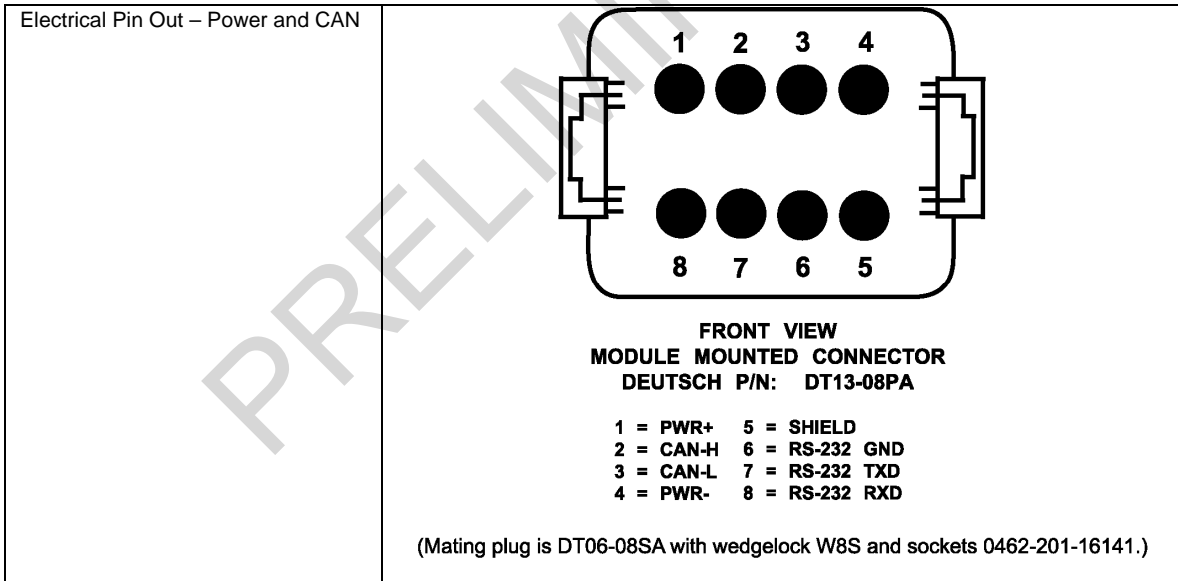 Electrical Pin Out – Power and CAN
PRELIMI
1 2 3 4
8 7 6 5
FRONT VIEW
MODULE MOUNTED CONNECTOR
DEUTSCH P/N: DT13-08PA
1 = PWR+ 5 = SHIELD
2 = CAN-H 6 = RS-232 GND
3 = CAN-L 7 = RS-232 TXD
4 = PWR- 8 = RS-232 RXD
(Mating plug is DT06-08SA with wedgelock W8S and sockets 0462-201-16141.)